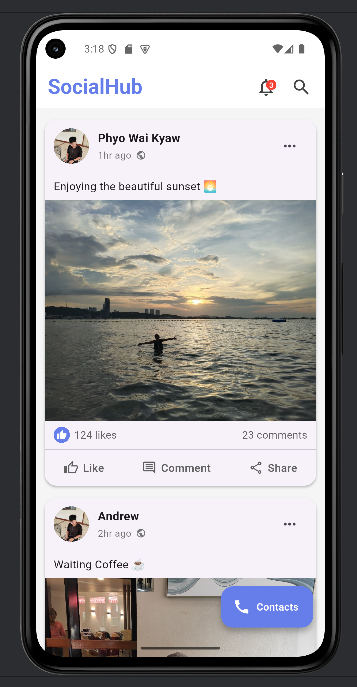 3:18
SocialHub
Phyo Wai Kyaw
1hr ago
Enjoying the beautiful sunset 🌅
124 likes 23 comments
Like Comment Share
Andrew
2hr ago
Waiting Coffee ☕
Contacts